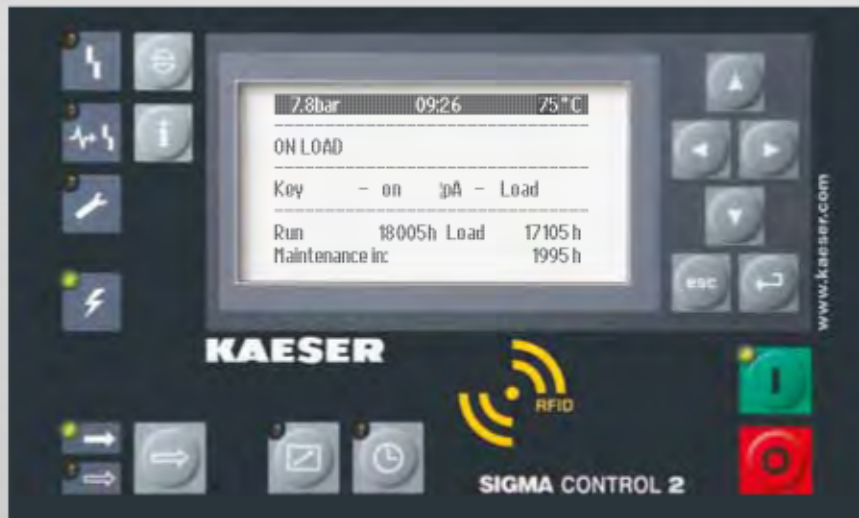 7.8bar 09:26 75°C
ON LOAD
Key - on pA - Load
Run 18005h Load 17105h
Maintenance in: 1995h
esc
www.kaeser.com
KAESER
RFID
I
O
SIGMA CONTROL 2